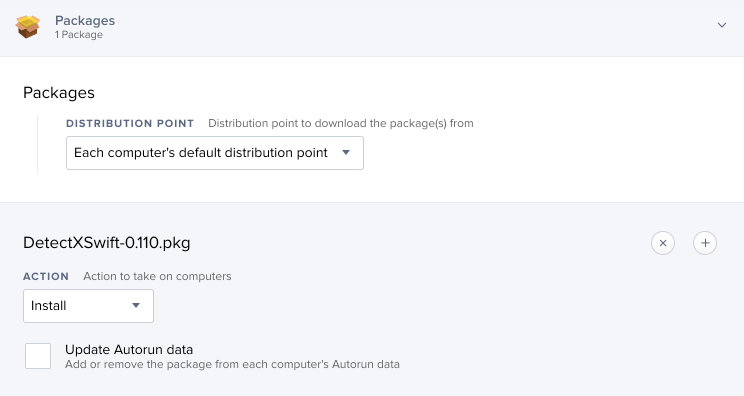 Packages
1 Package
Packages
DISTRIBUTION POINT Distribution point to download the package(s) from
Each computer's default distribution point
DetectXSwift-0.110.pkg
ACTION Action to take on computers
Install
Update Autorun data
Add or remove the package from each computer's Autorun data